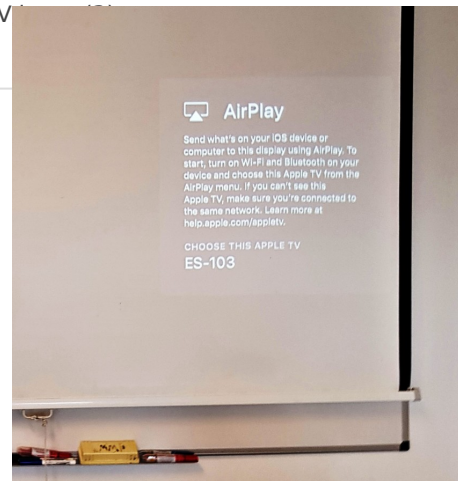 AirPlay
Send what's on your iOS device or
computer to this display using AirPlay. To
start, turn on Wi-Fi and Bluetooth on your
device and choose this Apple TV from the
AirPlay menu. If you can't see this
Apple TV, make sure you're connected to
the same network. Learn more at
help.apple.com/appletv.
CHOOSE THIS APPLE TV
ES-103